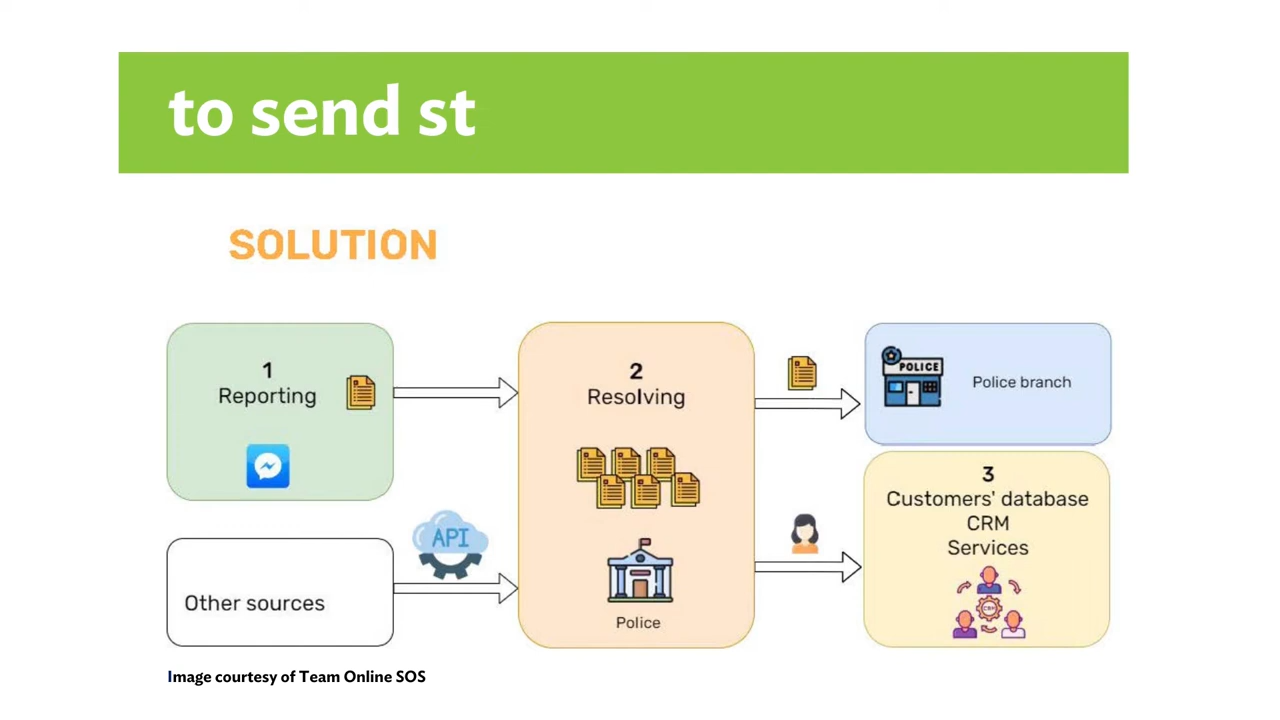 to send st
SOLUTION
1
Reporting
2
Resolving
POLICE
Police branch
3
Customers' database
CRM
Services
API
Other sources
Police
CRM
Image courtesy of Team Online SOS